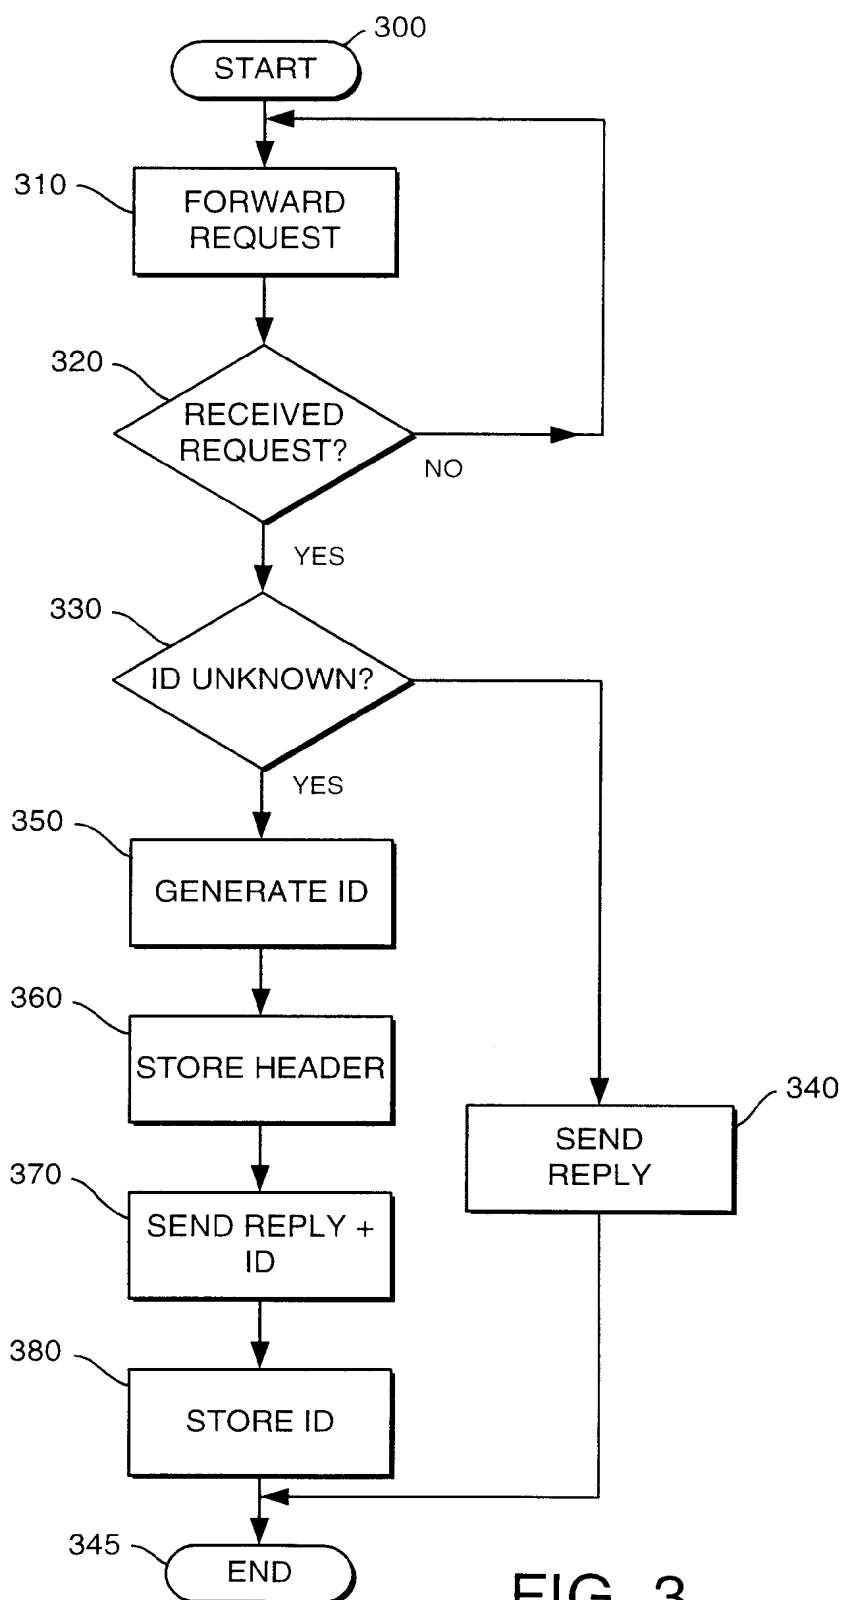 300
START
310
FORWARD
REQUEST
320
RECEIVED
REQUEST?
NO
YES
330
ID UNKNOWN?
YES
350
GENERATE ID
360
STORE HEADER
340
SEND
REPLY
370
SEND REPLY +
ID
380
STORE ID
345
END
FIG. 3